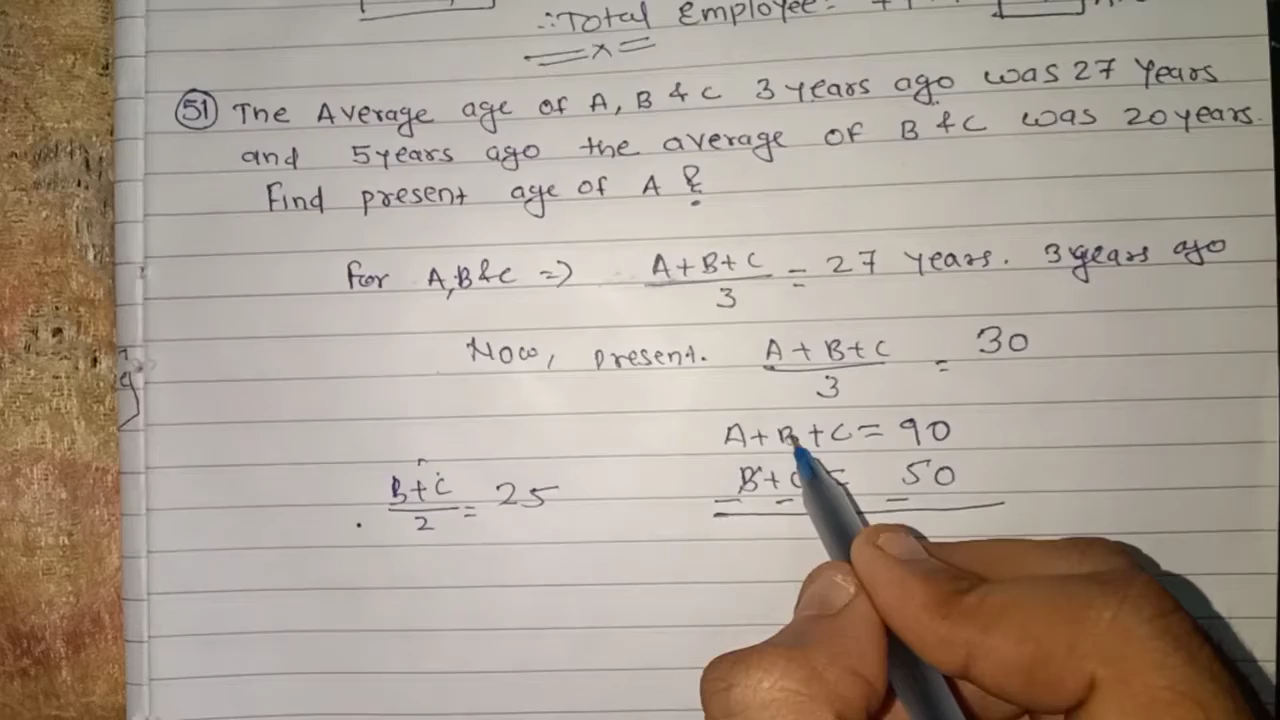 ∴Total Employee =
= x =
51 The Average age of A, B & C 3 years ago was 27 Years
and 5 years ago the average of B & C was 20 years.
Find present age of A ?
For A, B & C => A+B+C / 3 = 27 years. 3 years ago
Now, present. A+B+C / 3 = 30
A+B+C = 90
B+C / 2 = 25
B+C = 50